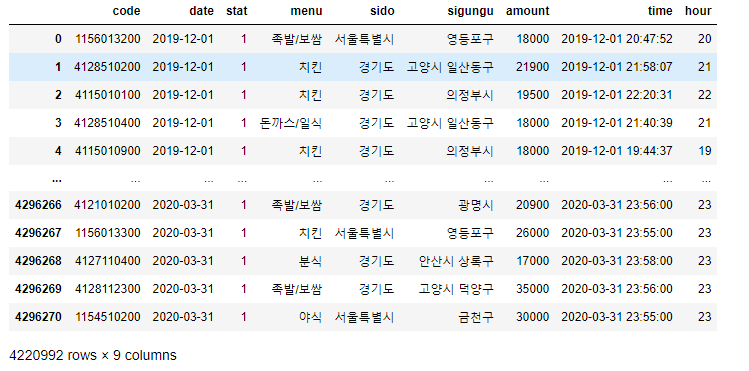 code date stat menu sido sigungu amount time hour
0 1156013200 2019-12-01 1 족발/보쌈 서울특별시 영등포구 18000 2019-12-01 20:47:52 20
1 4128510200 2019-12-01 1 치킨 경기도 고양시 일산동구 21900 2019-12-01 21:58:07 21
2 4115010100 2019-12-01 1 치킨 경기도 의정부시 19500 2019-12-01 22:20:31 22
3 4128510400 2019-12-01 1 돈까스/일식 경기도 고양시 일산동구 18000 2019-12-01 21:40:39 21
4 4115010900 2019-12-01 1 치킨 경기도 의정부시 18000 2019-12-01 19:44:37 19
... ... ... ... ... ... ... ... ... ...
4296266 4121010200 2020-03-31 1 족발/보쌈 경기도 광명시 20900 2020-03-31 23:56:00 23
4296267 1156013300 2020-03-31 1 치킨 서울특별시 영등포구 26000 2020-03-31 23:55:00 23
4296268 4127110400 2020-03-31 1 분식 경기도 안산시 상록구 17000 2020-03-31 23:58:00 23
4296269 4128112300 2020-03-31 1 족발/보쌈 경기도 고양시 덕양구 35000 2020-03-31 23:56:00 23
4296270 1154510200 2020-03-31 1 야식 서울특별시 금천구 30000 2020-03-31 23:55:00 23
4220992 rows × 9 columns